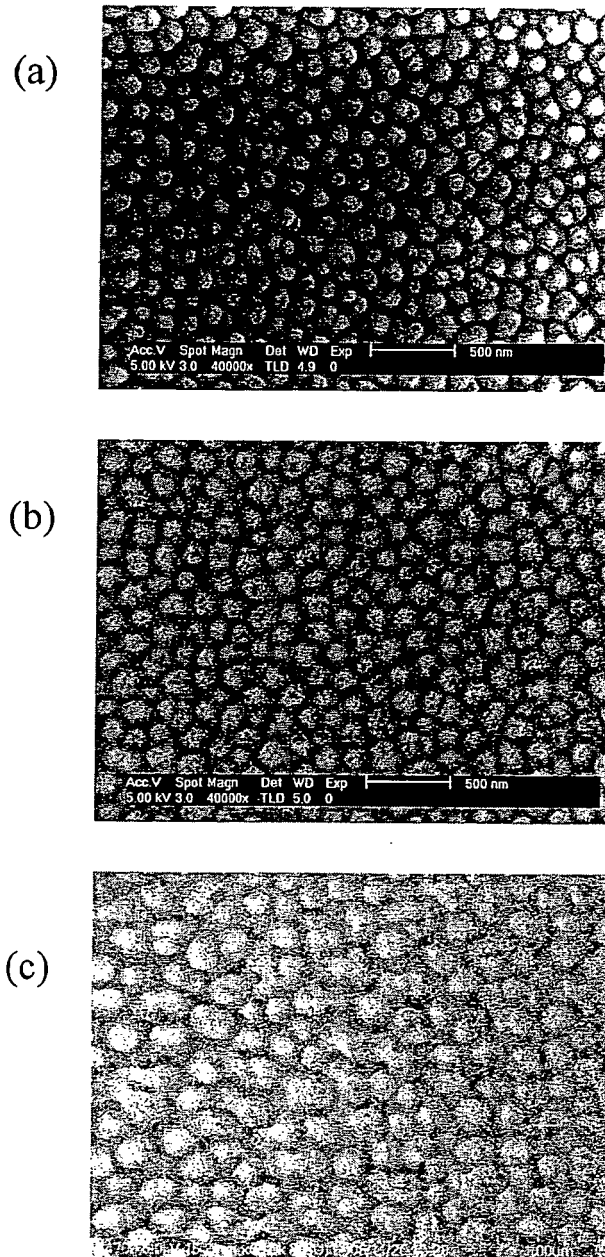 (a)
Acc.V Spot Magn Det WD Exp 500 nm
5.00 kV 3.0 40000x TLD 4.9 0
(b)
Acc.V Spot Magn Det WD Exp 500 nm
5.00 kV 3.0 40000x TLD 5.0 0
(c)